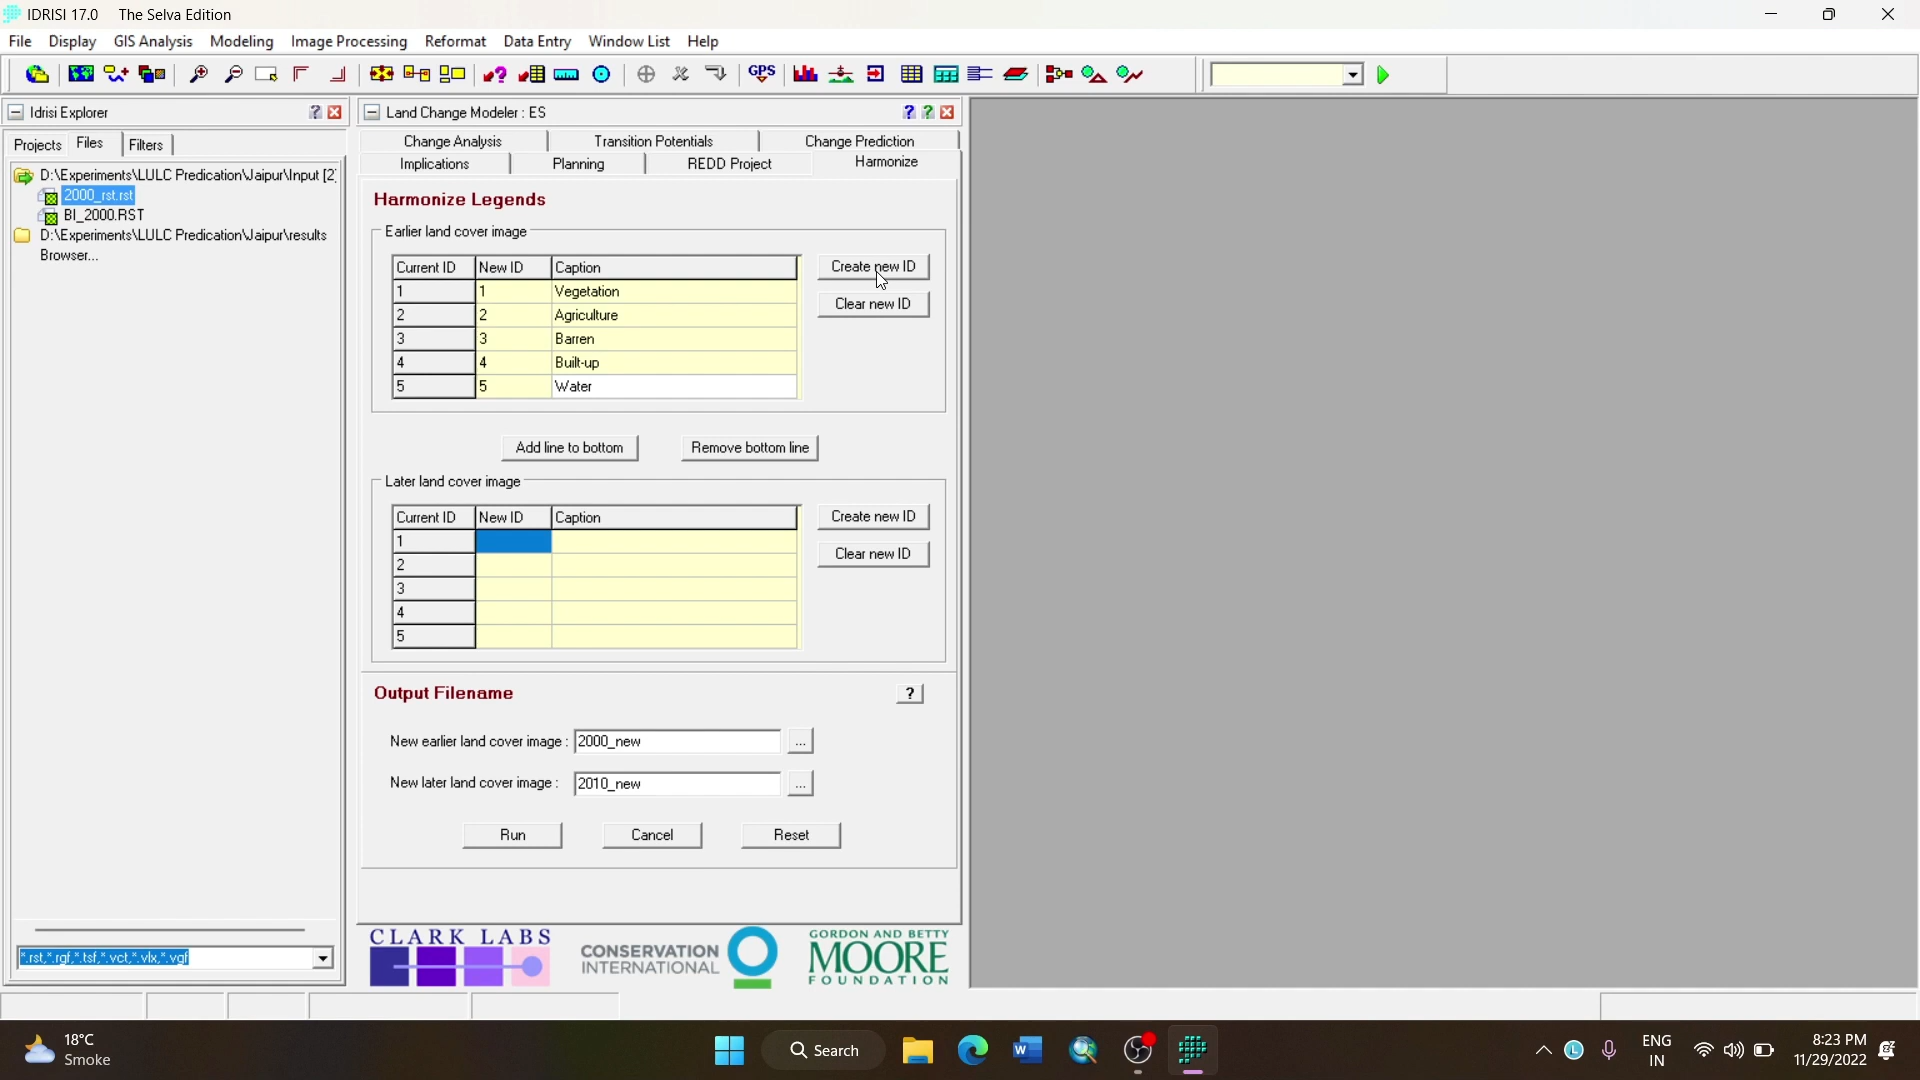 IDRISI 17.0 The Selva Edition
File Display GIS Analysis Modeling Image Processing Reformat Data Entry Window List Help
GPS
Idrisi Explorer
Projects Files Filters
D:\Experiments\LULC Predication\Jaipur\Input [2]
2000_rst.rst
BI_2000.RST
D:\Experiments\LULC Predication\Jaipur\results
Browser...
*.rst,*.rgf,*.tsf,*.vct,*.vlx,*.vgf
Land Change Modeler : ES
Change Analysis Transition Potentials Change Prediction
Implications Planning REDD Project Harmonize
Harmonize Legends
Earlier land cover image
Current ID New ID Caption
1 1 Vegetation
2 2 Agriculture
3 3 Barren
4 4 Built-up
5 5 Water
Create new ID
Clear new ID
Add line to bottom Remove bottom line
Later land cover image
Current ID New ID Caption
1
2
3
4
5
Create new ID
Clear new ID
Output Filename ?
New earlier land cover image : 2000_new ...
New later land cover image : 2010_new ...
Run Cancel Reset
CLARK LABS
CONSERVATION
INTERNATIONAL
GORDON AND BETTY
MOORE
FOUNDATION
18°C
Smoke
Search
ENG
IN
8:23 PM
11/29/2022